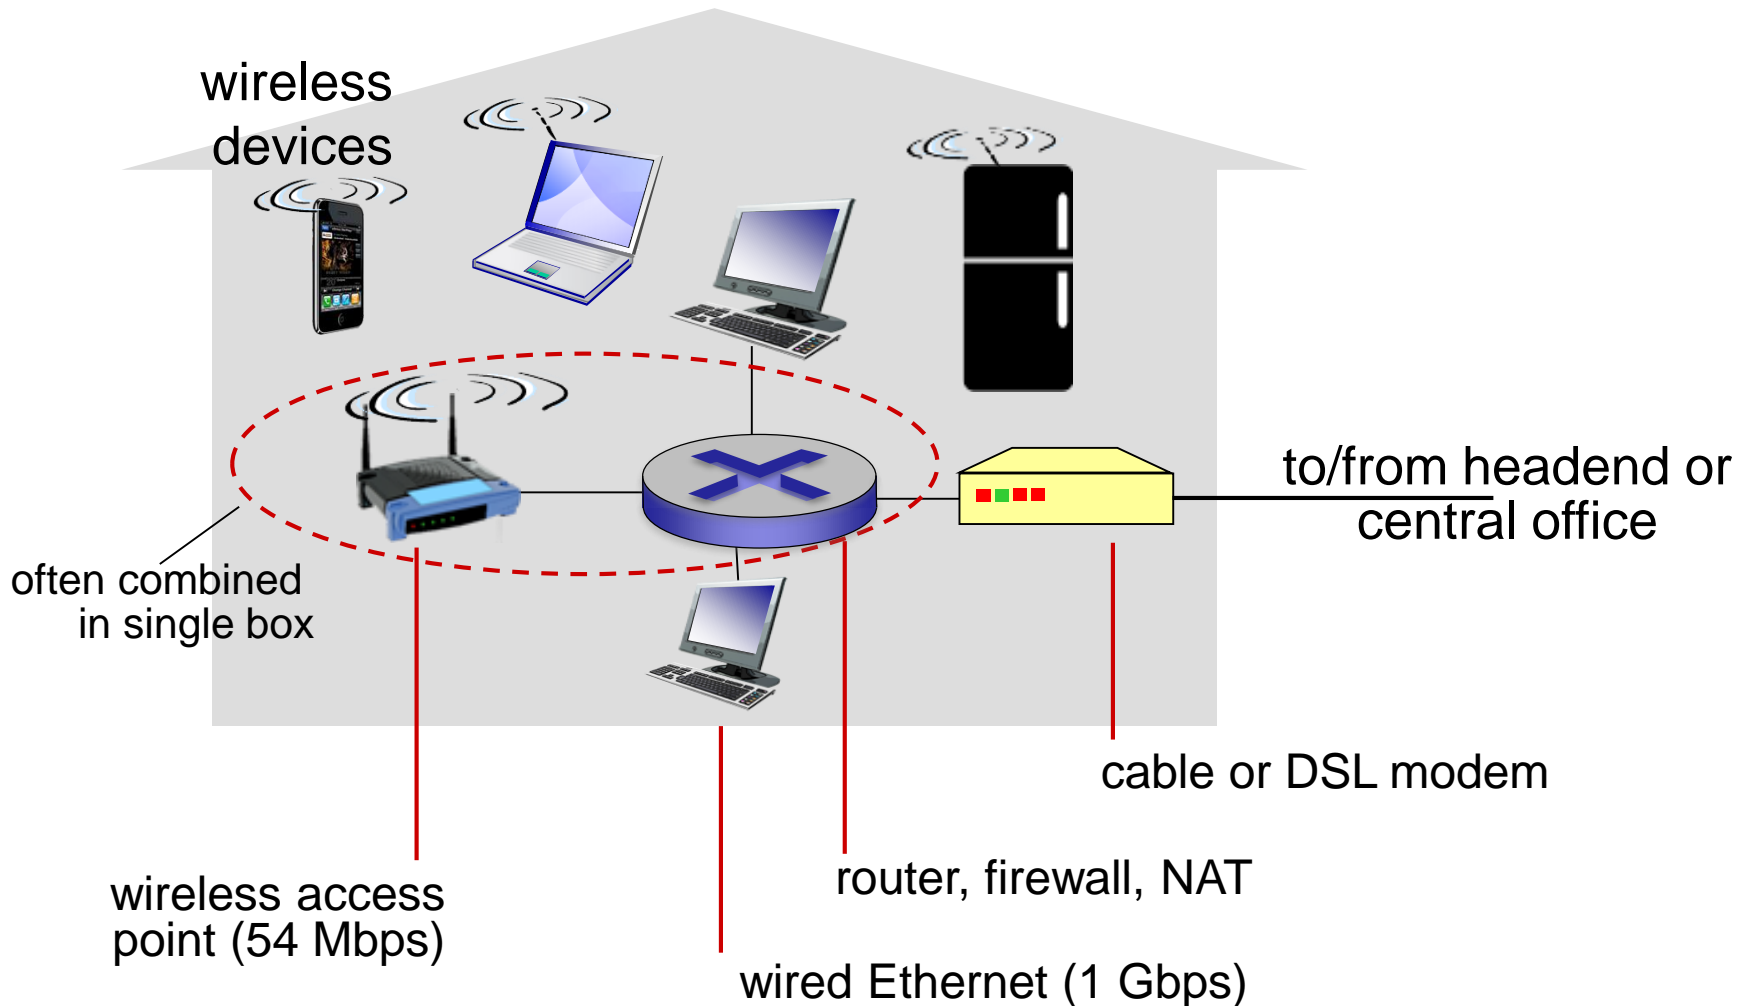 wireless
devices
to/from headend or
central office
often combined
in single box
cable or DSL modem
router, firewall, NAT
wireless access
point (54 Mbps)
wired Ethernet (1 Gbps)